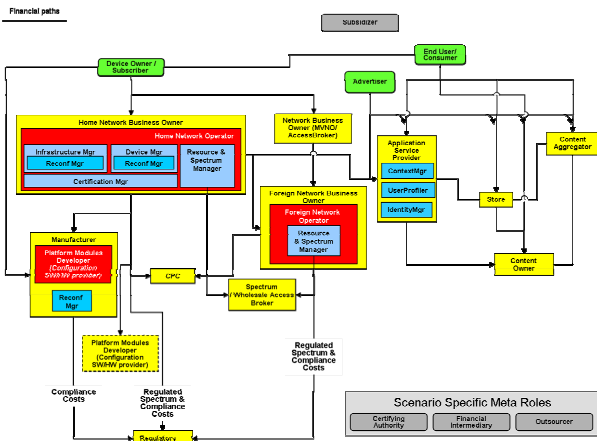 Financial paths
Subsidizer
End User/
Consumer
Device Owner /
Subscriber
Advertiser
Home Network Business Owner
Home Network Operator
Infrastructure Mgr
Reconf Mgr
Device Mgr
Reconf Mgr
Resource &
Spectrum
Manager
Certification Mgr
Network Business
Owner (MVNO/
AccessBroker)
Application
Service
Provider
ContextMgr
UserProfiler
IdentityMgr
Content
Aggregator
Store
Content
Owner
Foreign Network Business
Owner
Foreign Network
Operator
Resource
& Spectrum
Manager
Manufacturer
Platform Modules
Developer
(Configuration
SW/HW provider)
Reconf
Mgr
CPC
Spectrum
/ Wholesale Access
Broker
Platform Modules
Developer
(Configuration
SW/HW provider)
Regulated
Spectrum &
Compliance
Costs
Compliance
Costs
Regulated
Spectrum &
Compliance
Costs
Regulatory
Scenario Specific Meta Roles
Certifying
Authority
Financial
Intermediary
Outsourcer